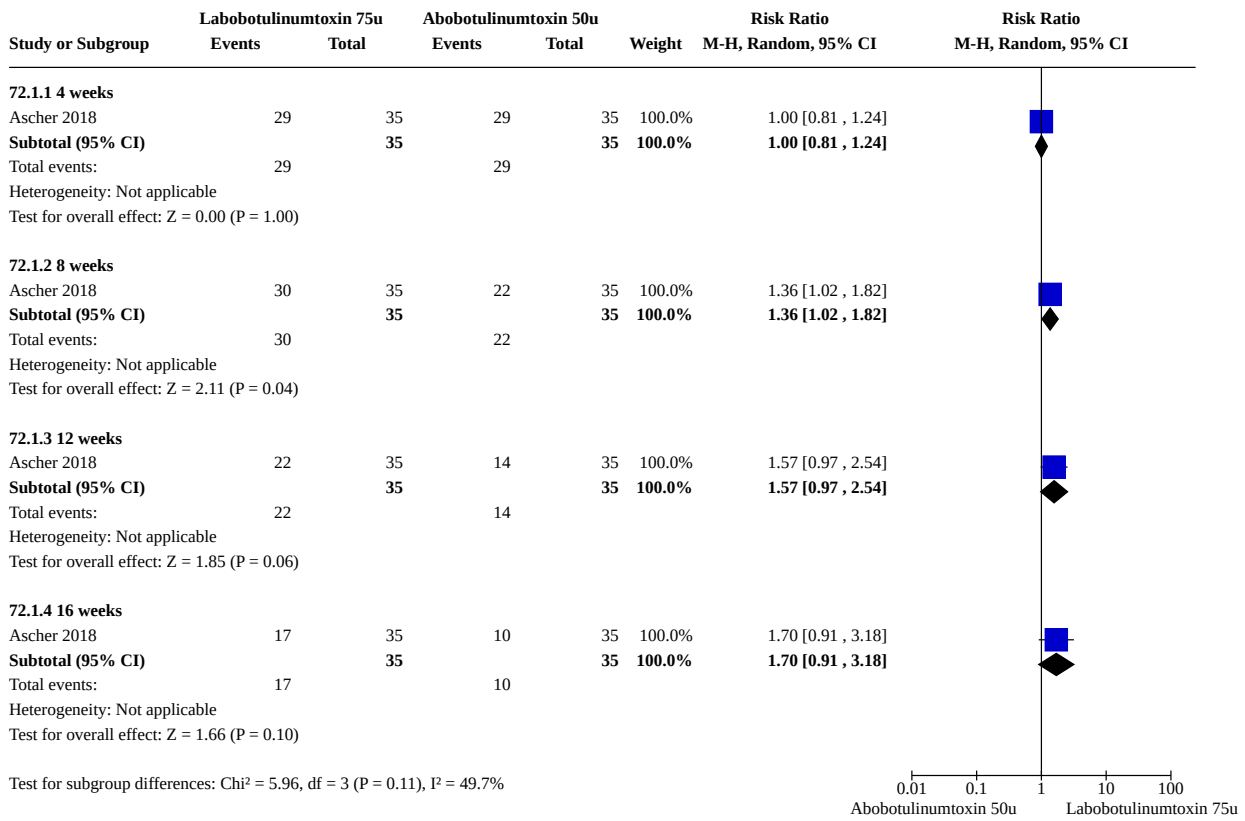 Labobotulinumtoxin 75u Abobotulinumtoxin 50u Risk Ratio Risk Ratio
Study or Subgroup Events Total Events Total Weight M-H, Random, 95% CI M-H, Random, 95% CI
72.1.1 4 weeks
Ascher 2018 29 35 29 35 100.0% 1.00 [0.81 , 1.24]
Subtotal (95% CI) 35 35 100.0% 1.00 [0.81 , 1.24]
Total events: 29 29
Heterogeneity: Not applicable
Test for overall effect: Z = 0.00 (P = 1.00)
72.1.2 8 weeks
Ascher 2018 30 35 22 35 100.0% 1.36 [1.02 , 1.82]
Subtotal (95% CI) 35 35 100.0% 1.36 [1.02 , 1.82]
Total events: 30 22
Heterogeneity: Not applicable
Test for overall effect: Z = 2.11 (P = 0.04)
72.1.3 12 weeks
Ascher 2018 22 35 14 35 100.0% 1.57 [0.97 , 2.54]
Subtotal (95% CI) 35 35 100.0% 1.57 [0.97 , 2.54]
Total events: 22 14
Heterogeneity: Not applicable
Test for overall effect: Z = 1.85 (P = 0.06)
72.1.4 16 weeks
Ascher 2018 17 35 10 35 100.0% 1.70 [0.91 , 3.18]
Subtotal (95% CI) 35 35 100.0% 1.70 [0.91 , 3.18]
Total events: 17 10
Heterogeneity: Not applicable
Test for overall effect: Z = 1.66 (P = 0.10)
Test for subgroup differences: Chi² = 5.96, df = 3 (P = 0.11), I² = 49.7%
0.01 0.1 1 10 100
Abobotulinumtoxin 50u Labobotulinumtoxin 75u